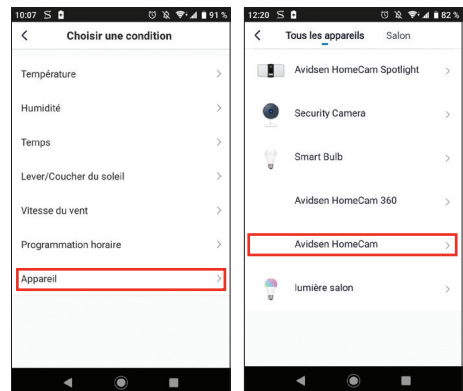 10:07 S 91 %
Choisir une condition
Température
Humidité
Temps
Lever/Coucher du soleil
Vitesse du vent
Programmation horaire
Appareil
12:20 S 82 %
Tous les appareils Salon
Avidsen HomeCam Spotlight
Security Camera
Smart Bulb
Avidsen HomeCam 360
Avidsen HomeCam
lumière salon